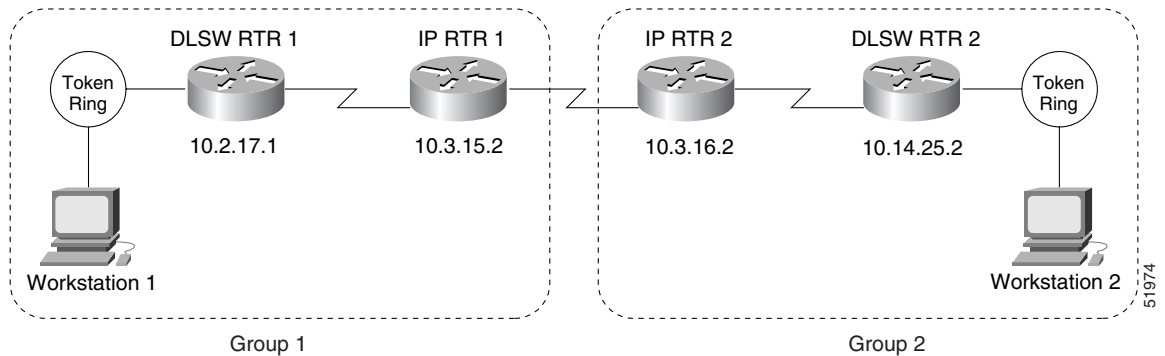 DLSW RTR 1
IP RTR 1
IP RTR 2
DLSW RTR 2
Token
Ring
Token
Ring
10.2.17.1
10.3.15.2
10.3.16.2
10.14.25.2
Workstation 1
Workstation 2
51974
Group 1
Group 2